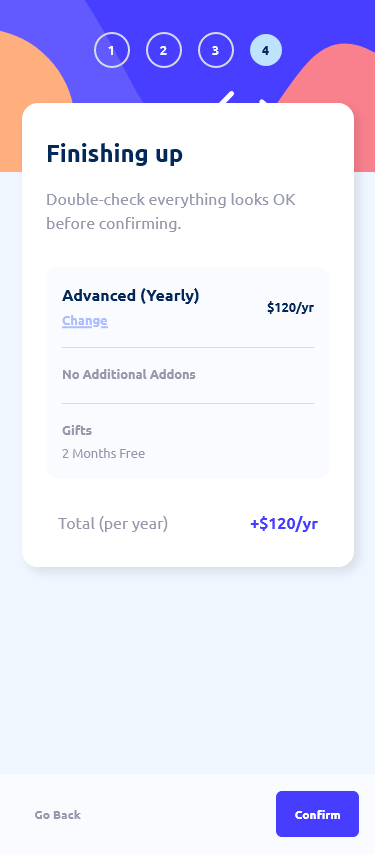 1 2 3 4
Finishing up
Double-check everything looks OK
before confirming.
Advanced (Yearly) $120/yr
Change
No Additional Addons
Gifts
2 Months Free
Total (per year) +$120/yr
Go Back Confirm